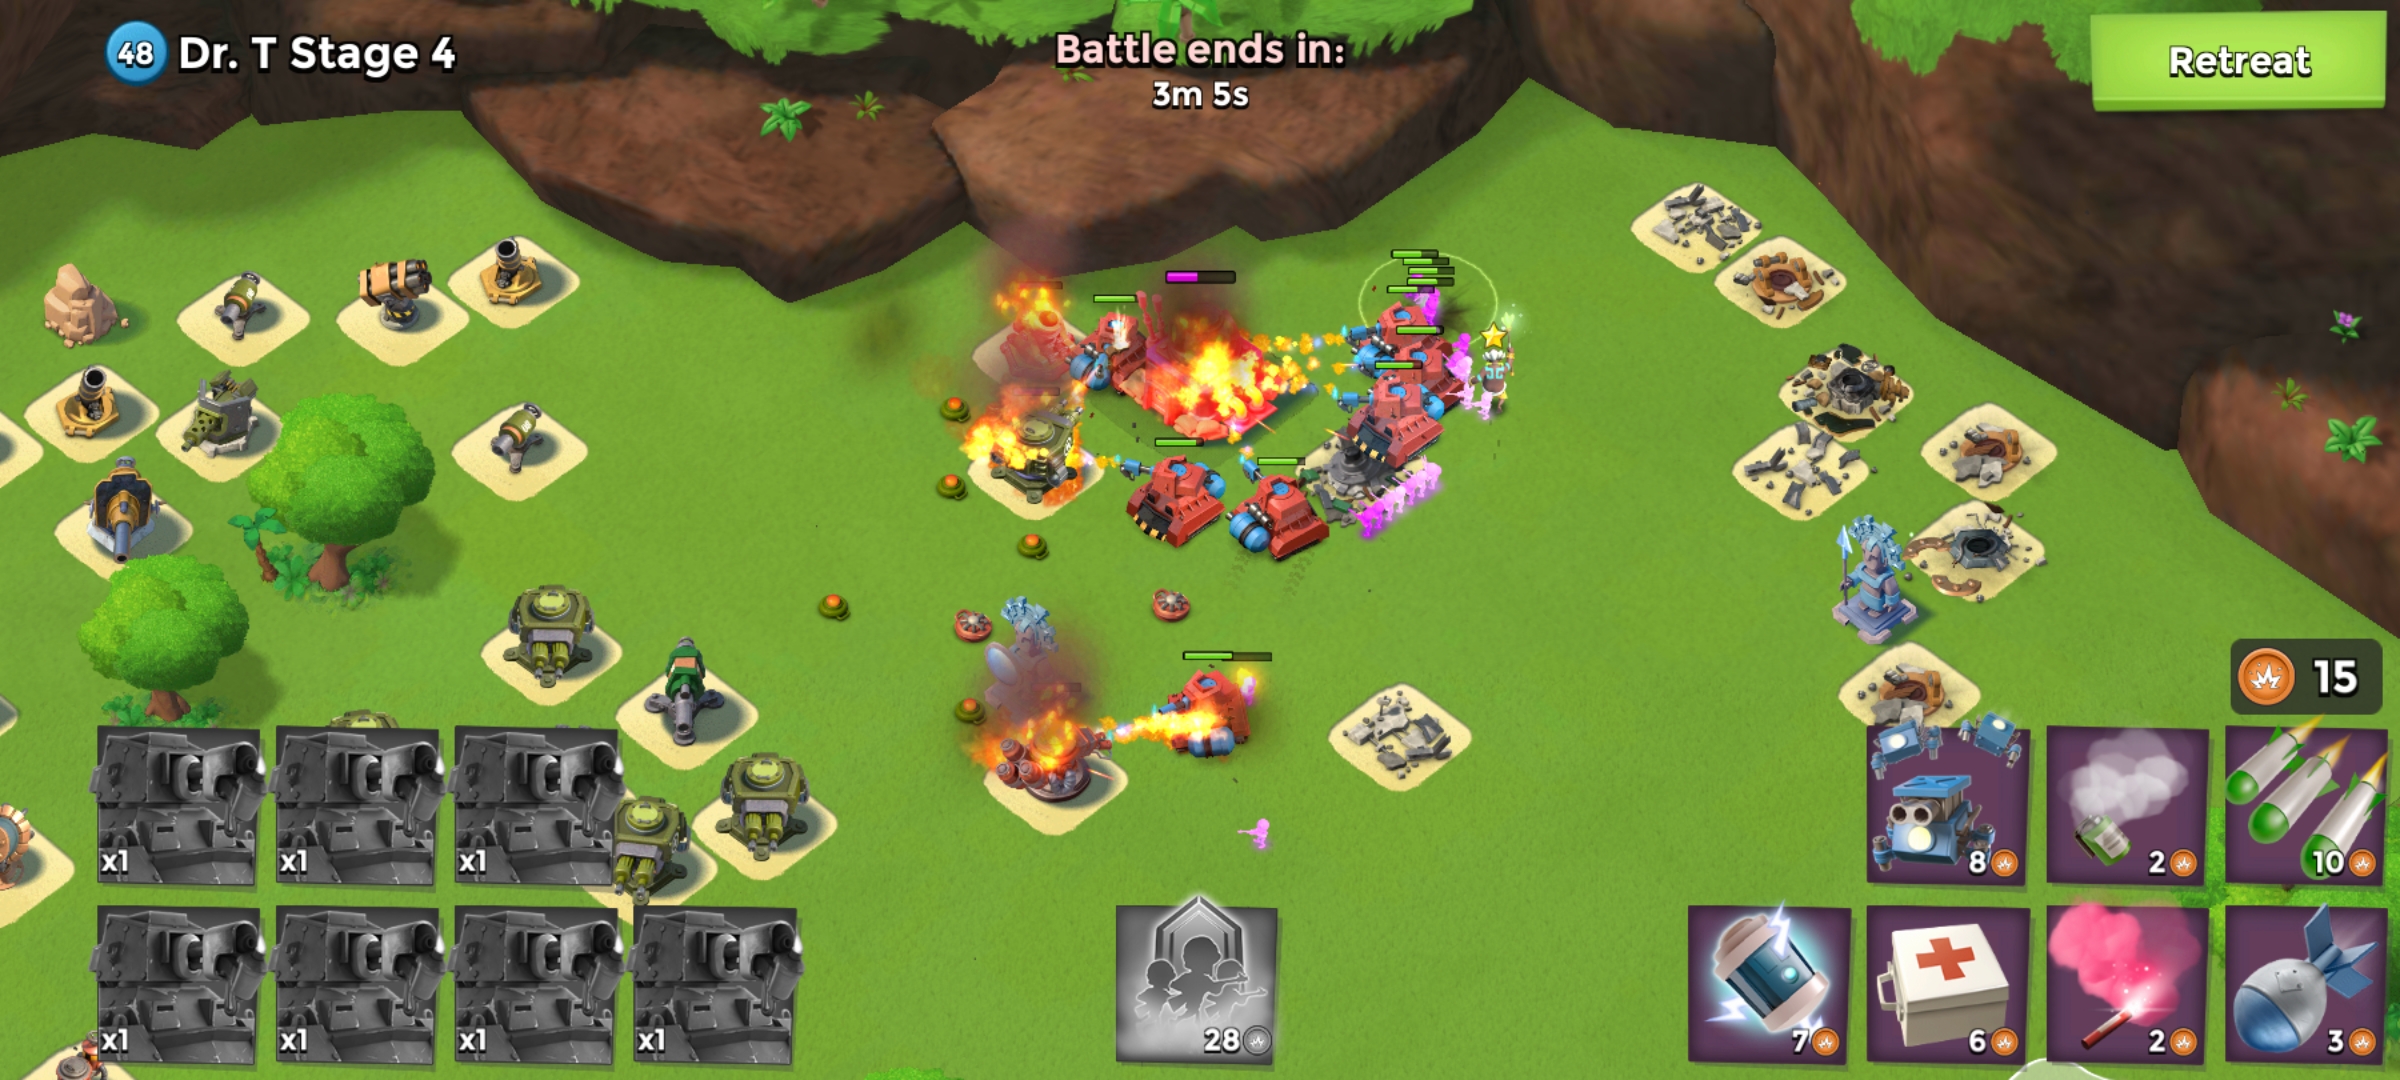 48 Dr. T Stage 4
Battle ends in:
3m 5s
Retreat
15
x1 x1 x1
8 2 10
x1 x1 x1 x1
28
7 6 2 3